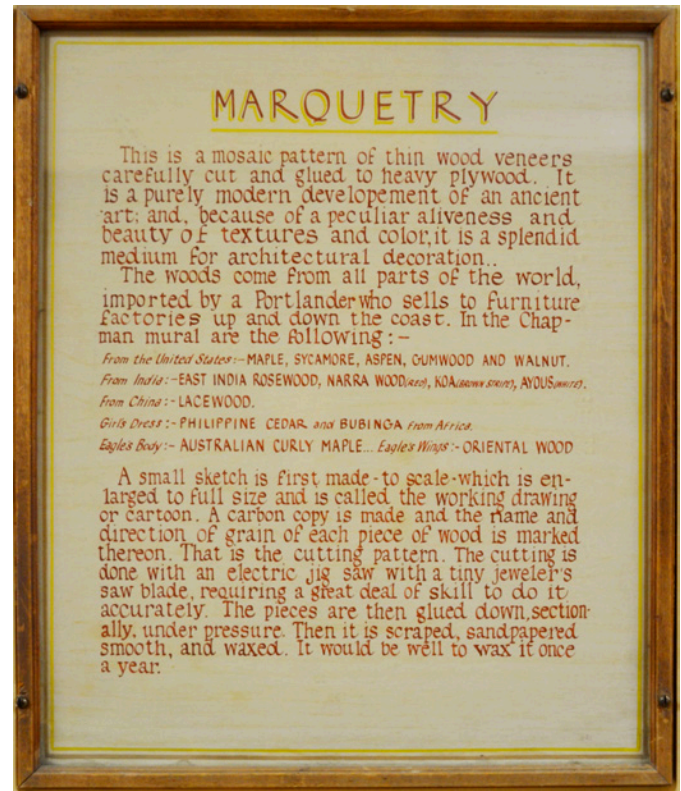 MARQUETRY
This is a mosaic pattern of thin wood veneers
carefully cut and glued to heavy plywood. It
is a purely modern developement of an ancient
art: and, because of a peculiar aliveness and
beauty of textures and color, it is a splendid
medium for architectural decoration..
The woods come from all parts of the world,
imported by a Portlander who sells to furniture
factories up and down the coast. In the Chap-
man mural are the following:-
From the United States:-MAPLE, SYCAMORE, ASPEN, GUMWOOD AND WALNUT.
From India:-EAST INDIA ROSEWOOD, NARRA WOOD (RED), KOA (BROWN STRIPE), AYOUS (WHITE).
From China:-LACEWOOD.
Girl's Dress:-PHILIPPINE CEDAR and BUBINGA from Africa.
Eagle's Body:-AUSTRALIAN CURLY MAPLE... Eagle's Wings:-ORIENTAL WOOD
A small sketch is first made-to scale-which is en-
larged to full size and is called the working drawing
or cartoon. A carbon copy is made and the name and
direction of grain of each piece of wood is marked
thereon. That is the cutting pattern. The cutting is
done with an electric jig saw with a tiny jeweler's
saw blade, requiring a great deal of skill to do it
accurately. The pieces are then glued down, section-
ally, under pressure. Then it is scraped, sandpapered
smooth, and waxed. It would be well to wax it once
a year.